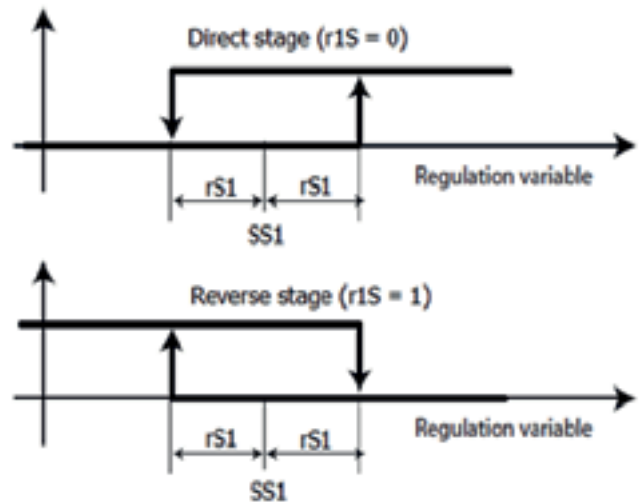 Direct stage (r1S = 0)
Regulation variable
rS1 rS1
SS1
Reverse stage (r1S = 1)
rS1 rS1
Regulation variable
SS1